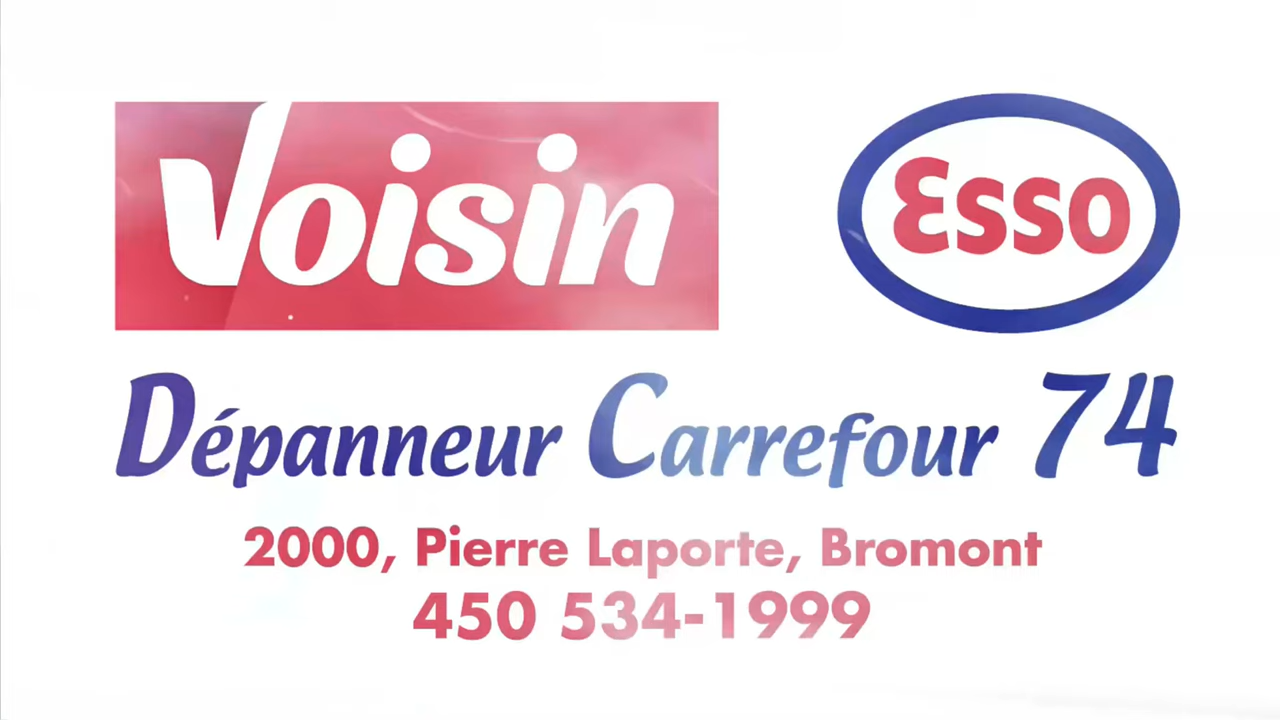 Voisin
Esso
Dépanneur Carrefour 74
2000, Pierre Laporte, Bromont
450 534-1999